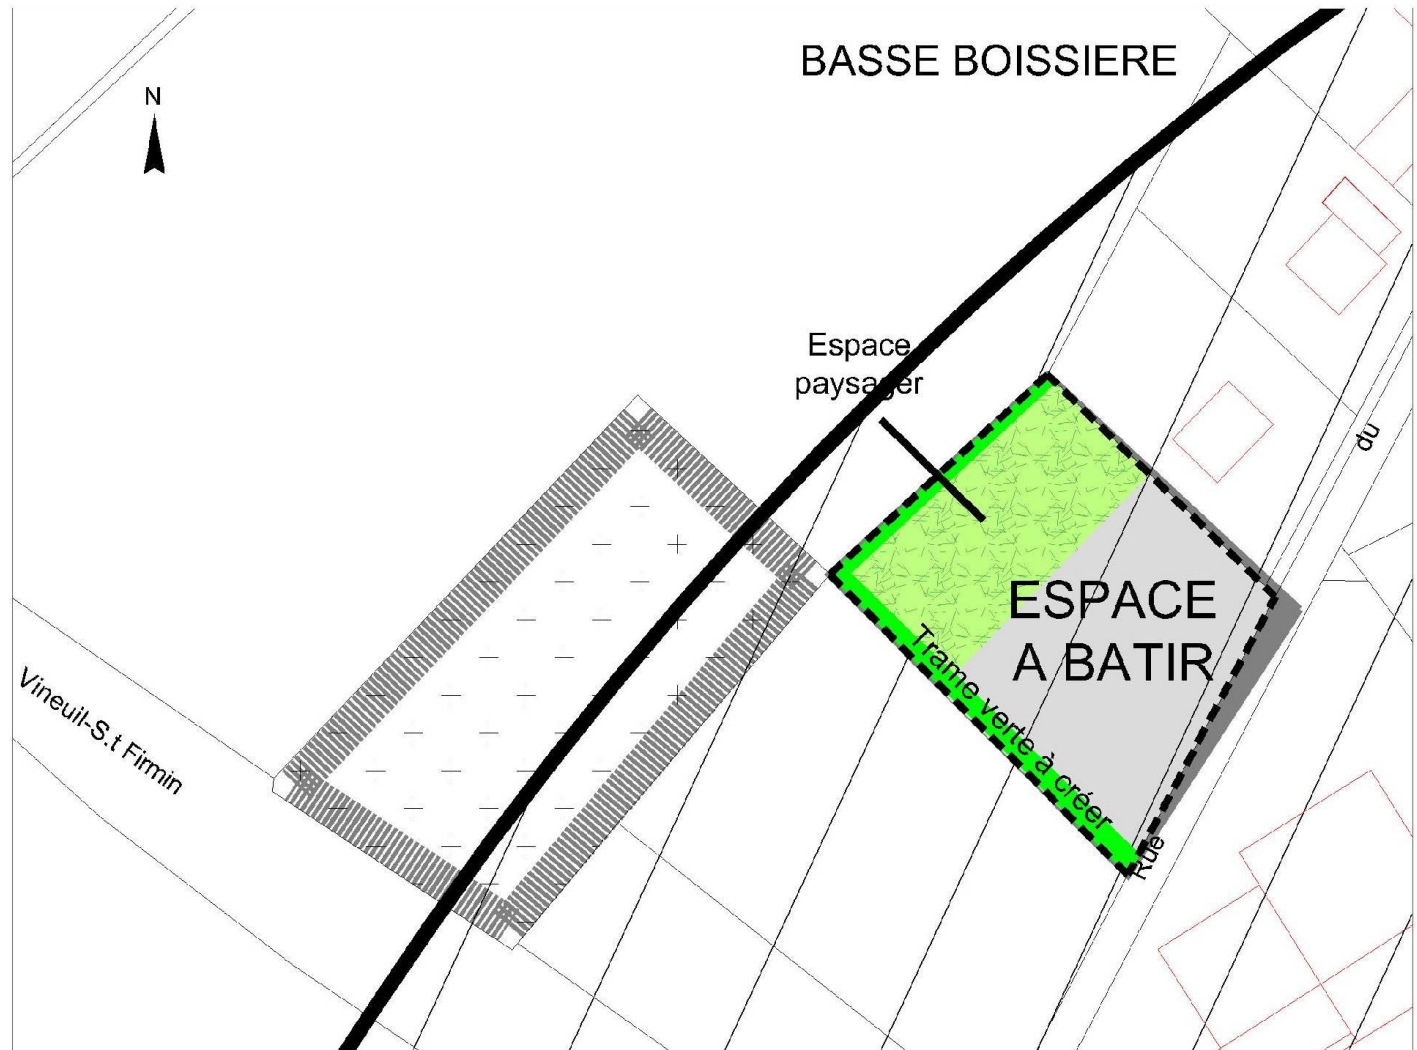 BASSE BOISSIERE
N
Espace
paysager
du
ESPACE
A BATIR
Trame verte à créer
Vineuil-S.t Firmin
Rue